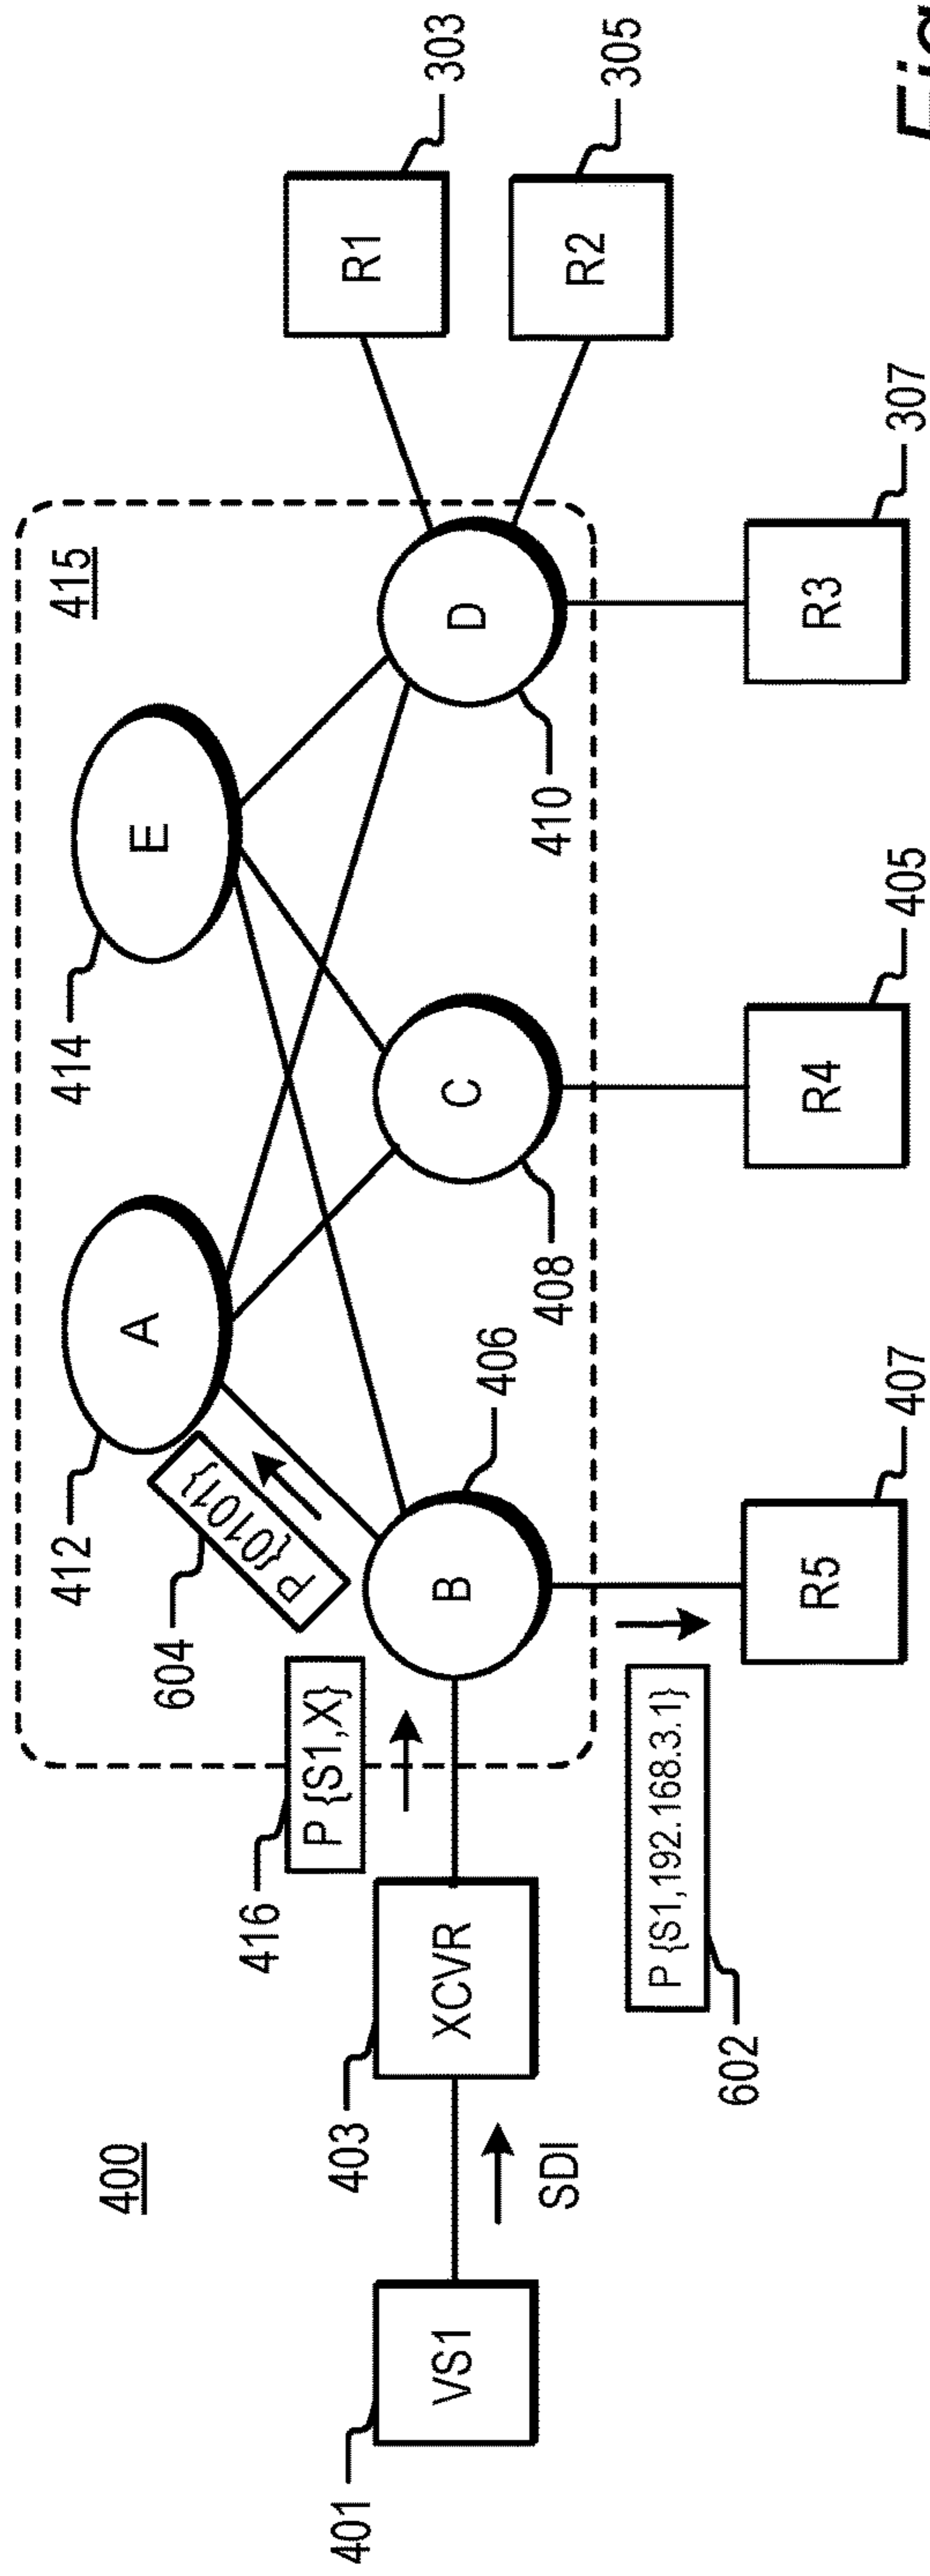 400
415
412
A
414
E
604
P {0101}
416
P {S1,X}
401
VS1
SDI
403
XCVR
B
406
C
408
D
410
R1
303
R2
305
602
P {S1,192.168.3.1}
R5
407
R4
405
R3
307
Fig